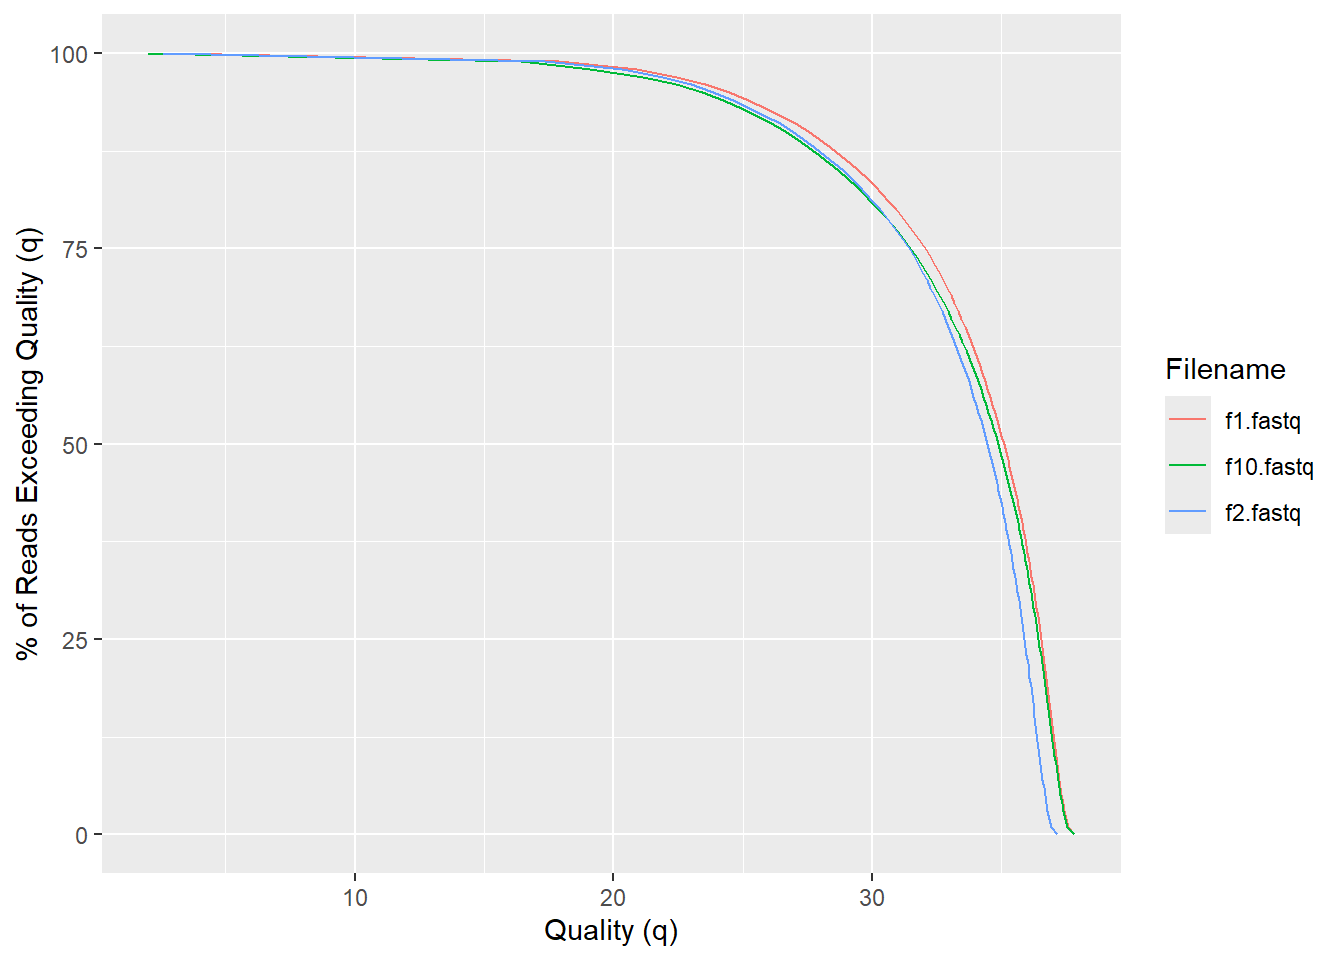 % of Reads Exceeding Quality (q)
100
75
50
25
0
10 20 30
Quality (q)
Filename
f1.fastq
f10.fastq
f2.fastq